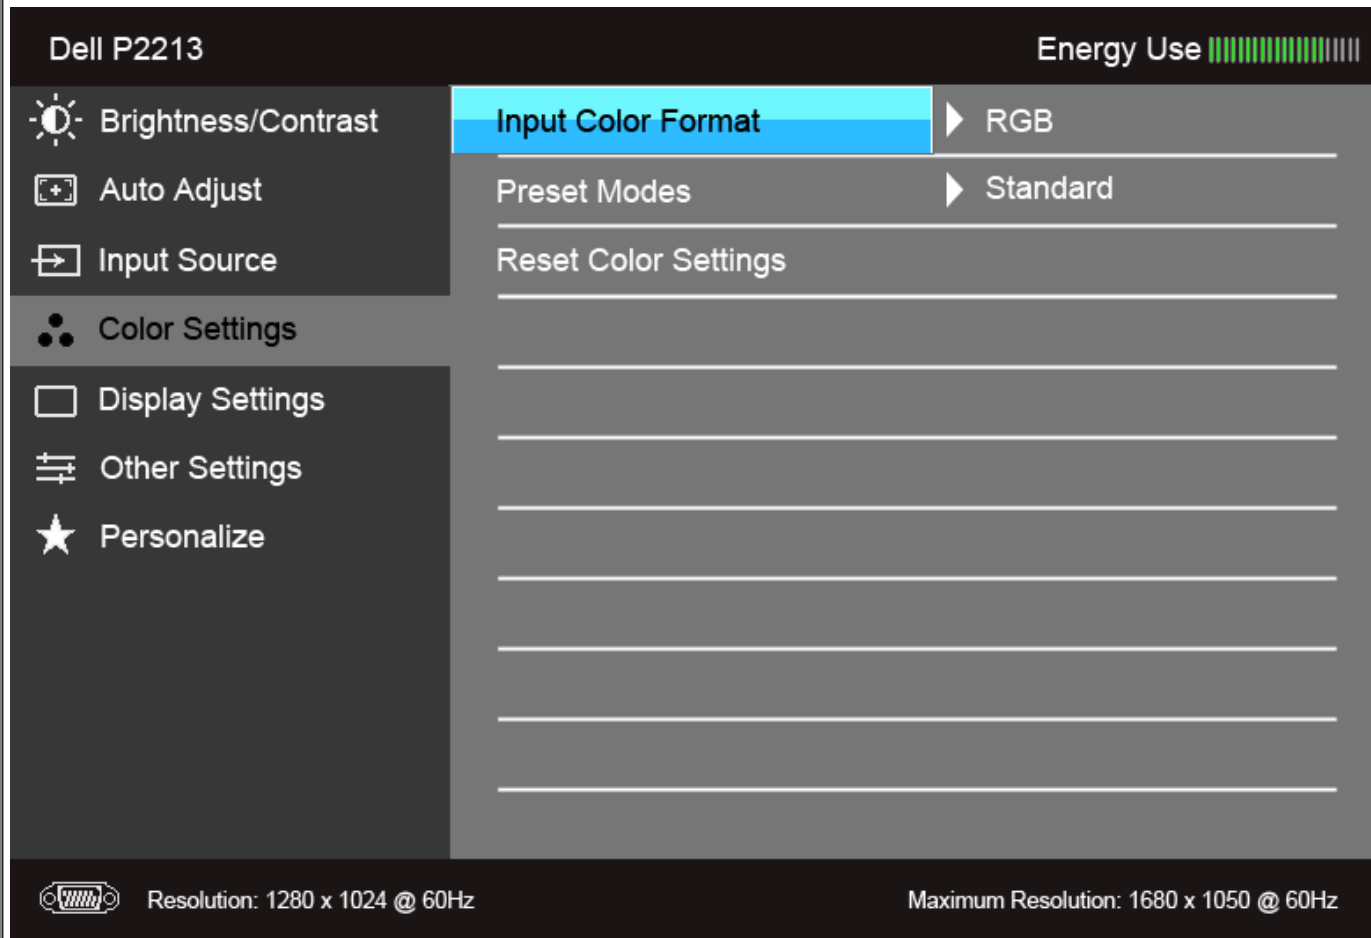 Dell P2213
Energy Use
Brightness/Contrast
Auto Adjust
Input Source
Color Settings
Display Settings
Other Settings
Personalize
Input Color Format RGB
Preset Modes Standard
Reset Color Settings
Resolution: 1280 x 1024 @ 60Hz
Maximum Resolution: 1680 x 1050 @ 60Hz